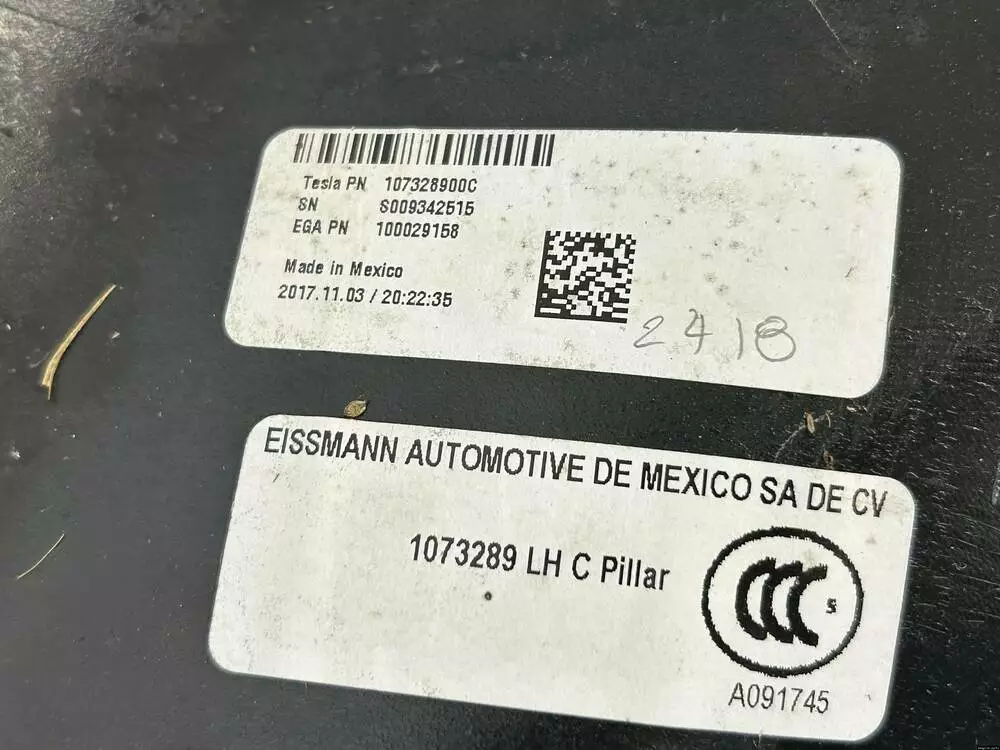 Tesla PN 107328900C
SN S009342515
EGA PN 100029158
Made in Mexico
2017.11.03 / 20:22:35
2418
EISSMANN AUTOMOTIVE DE MEXICO SA DE CV
1073289 LH C Pillar
CCC S
A091745